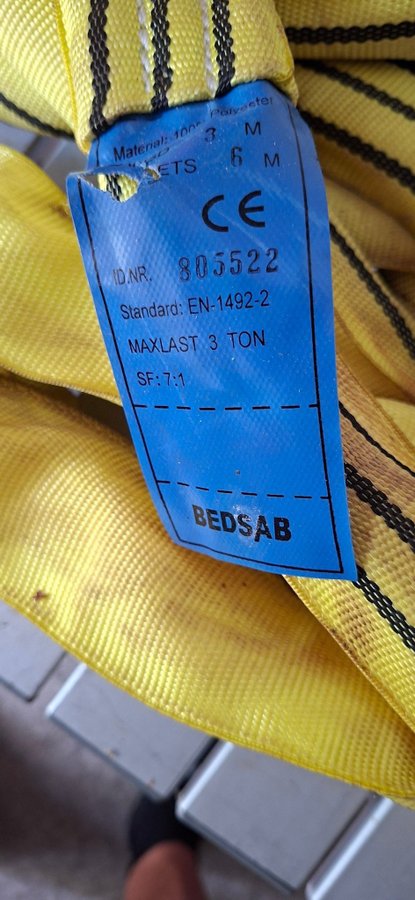 Material: 100% Polyester
3 M
ETS 6 M
CE
ID.NR. 805522
Standard: EN-1492-2
MAXLAST 3 TON
SF: 7:1
BEDSAB